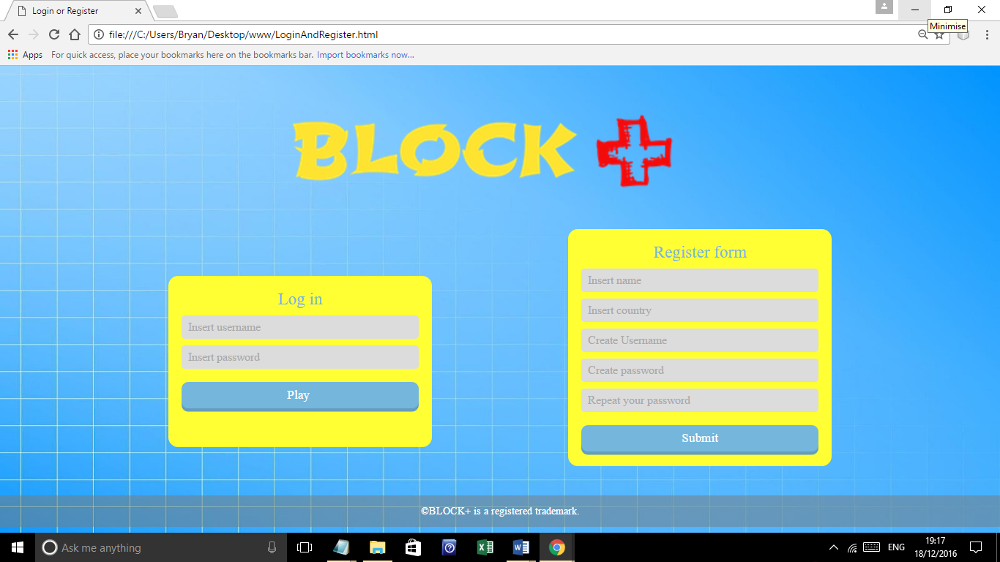 Login or Register
Minimise
file:///C:/Users/Bryan/Desktop/www/LoginAndRegister.html
Apps For quick access, place your bookmarks here on the bookmarks bar. Import bookmarks now...
BLOCK +
Log in
Insert username
Insert password
Play
Register form
Insert name
Insert country
Create Username
Create password
Repeat your password
Submit
©BLOCK+ is a registered trademark.
Ask me anything
ENG
19:17
18/12/2016